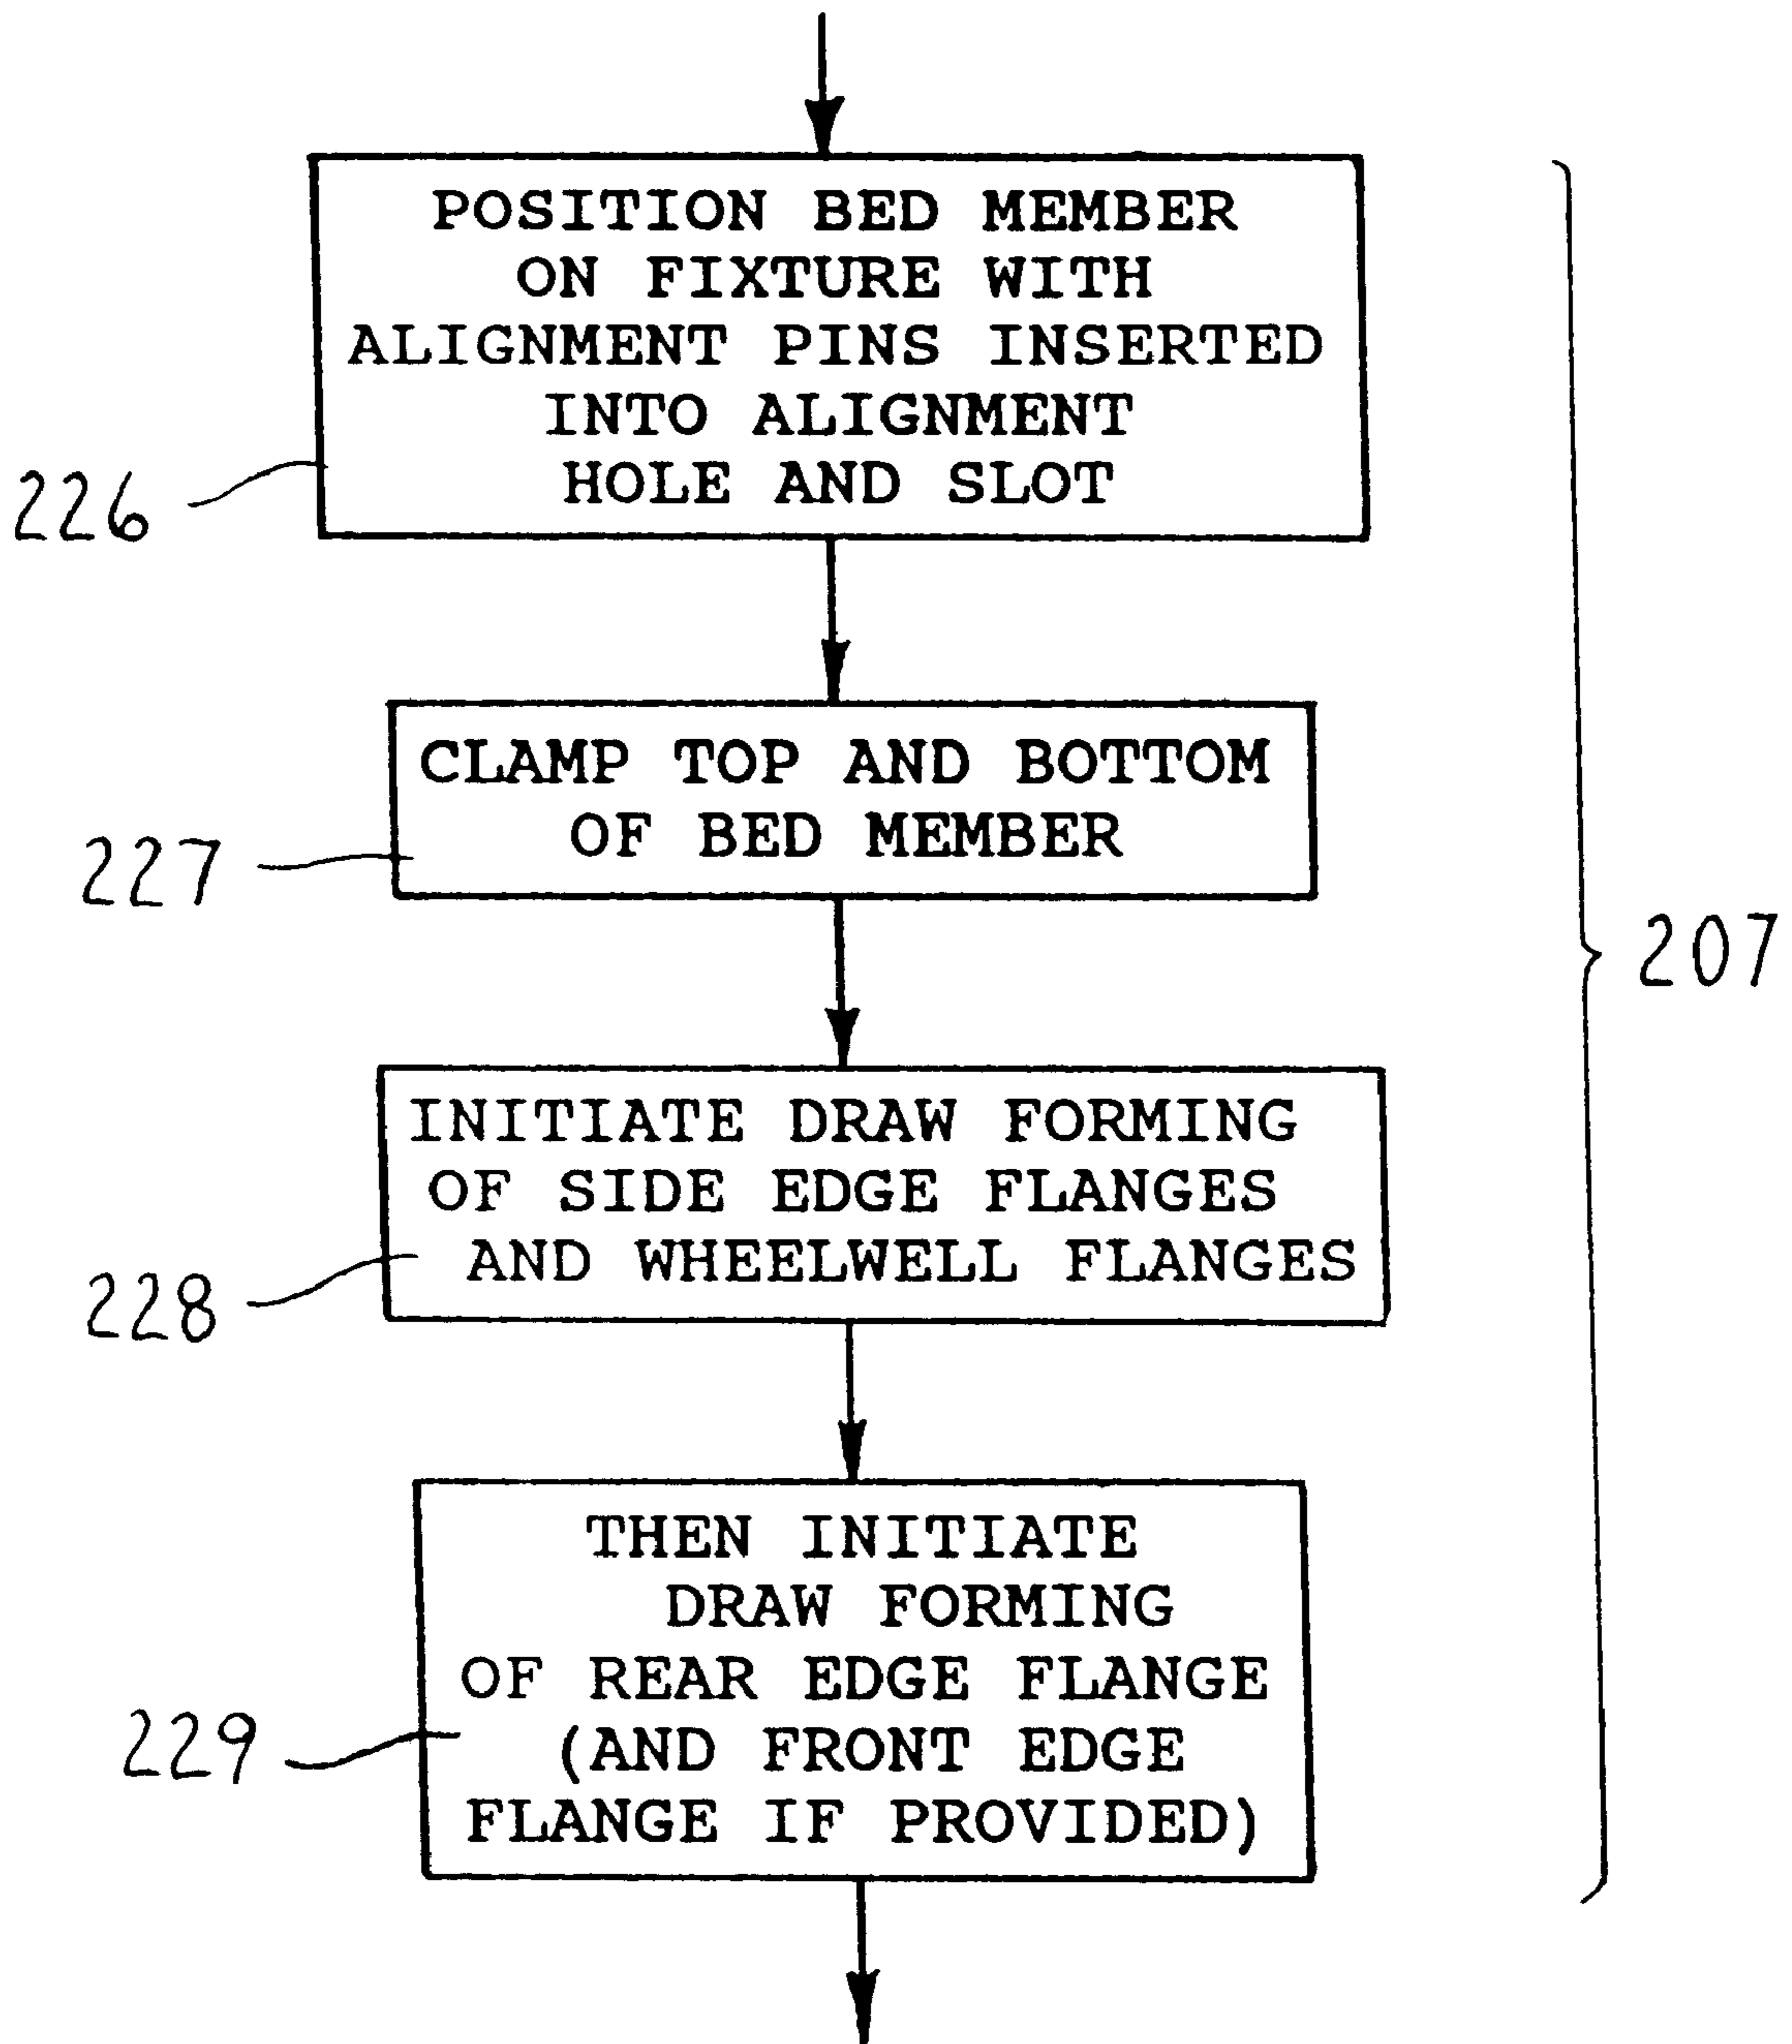 POSITION BED MEMBER
ON FIXTURE WITH
ALIGNMENT PINS INSERTED
INTO ALIGNMENT
HOLE AND SLOT
226
CLAMP TOP AND BOTTOM
OF BED MEMBER
227
207
INITIATE DRAW FORMING
OF SIDE EDGE FLANGES
AND WHEELWELL FLANGES
228
THEN INITIATE
DRAW FORMING
OF REAR EDGE FLANGE
(AND FRONT EDGE
FLANGE IF PROVIDED)
229